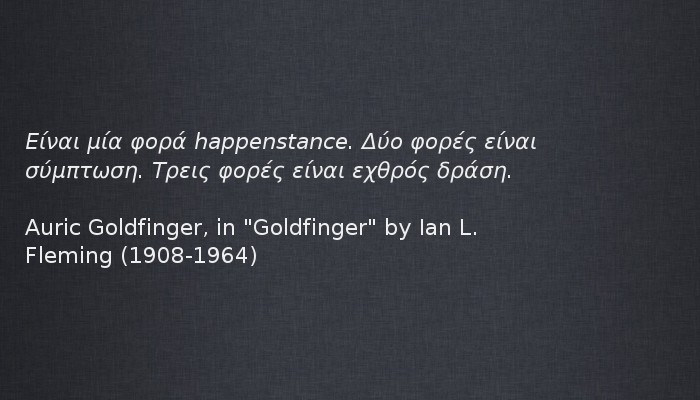 Είναι μία φορά happenstance. Δύο φορές είναι
σύμπτωση. Τρεις φορές είναι εχθρός δράση.
Auric Goldfinger, in "Goldfinger" by Ian L.
Fleming (1908-1964)